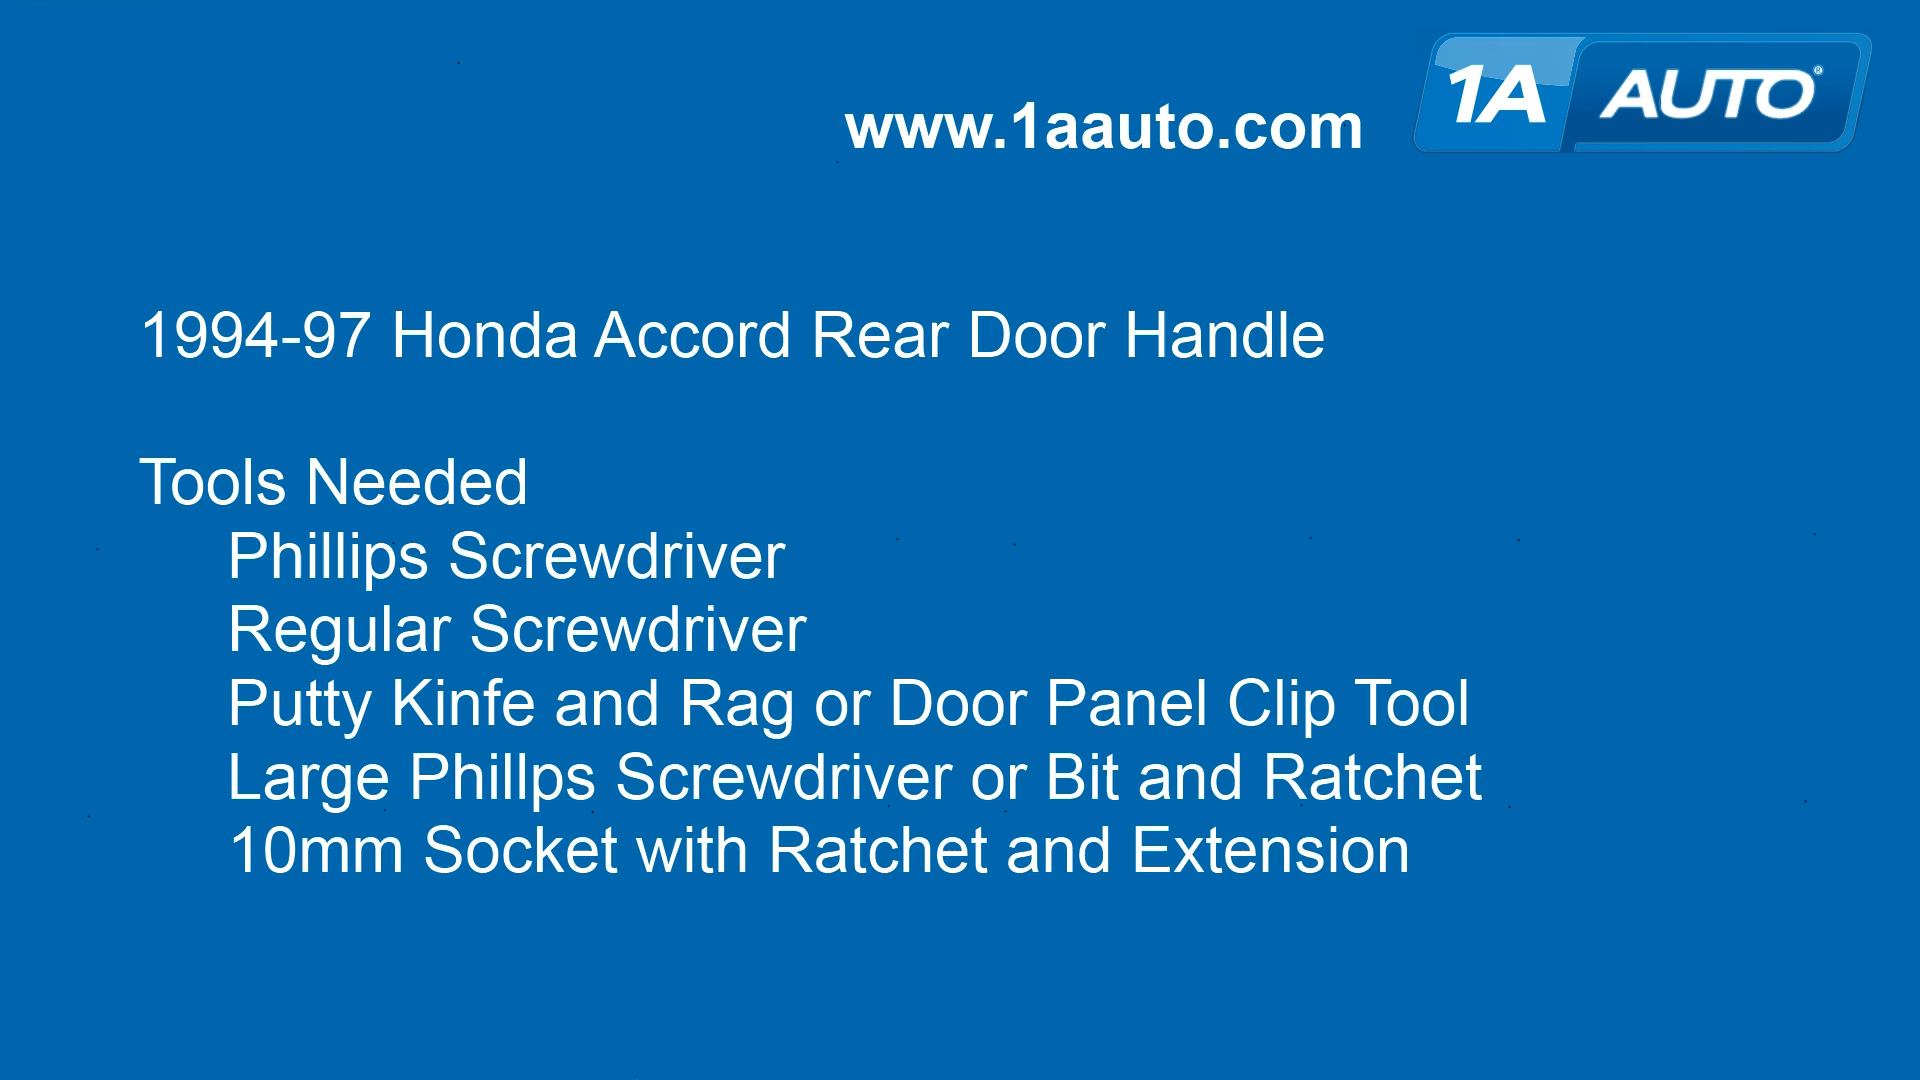 www.1aauto.com
1A AUTO®
1994-97 Honda Accord Rear Door Handle
Tools Needed
Phillips Screwdriver
Regular Screwdriver
Putty Kinfe and Rag or Door Panel Clip Tool
Large Phillps Screwdriver or Bit and Ratchet
10mm Socket with Ratchet and Extension